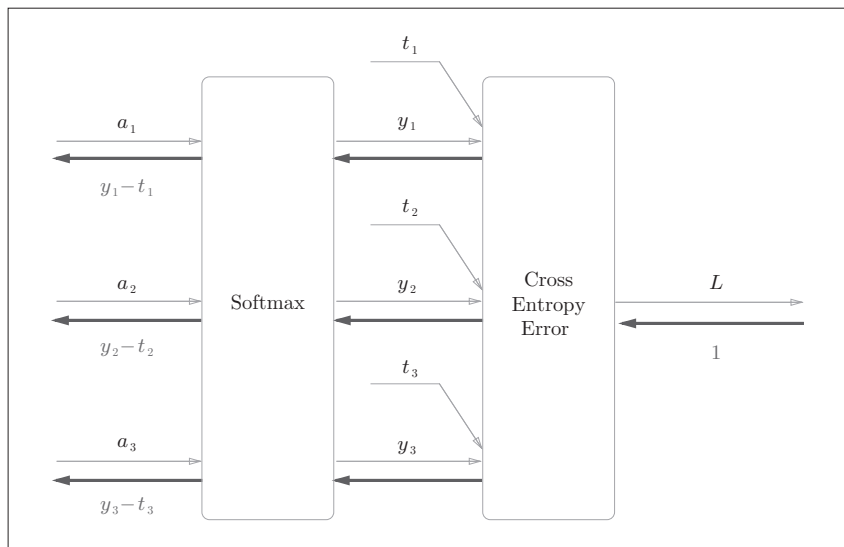 t₁
a₁
y₁
y₁−t₁
t₂
a₂
y₂
Softmax
Cross
Entropy
Error
L
y₂−t₂
1
t₃
a₃
y₃
y₃−t₃